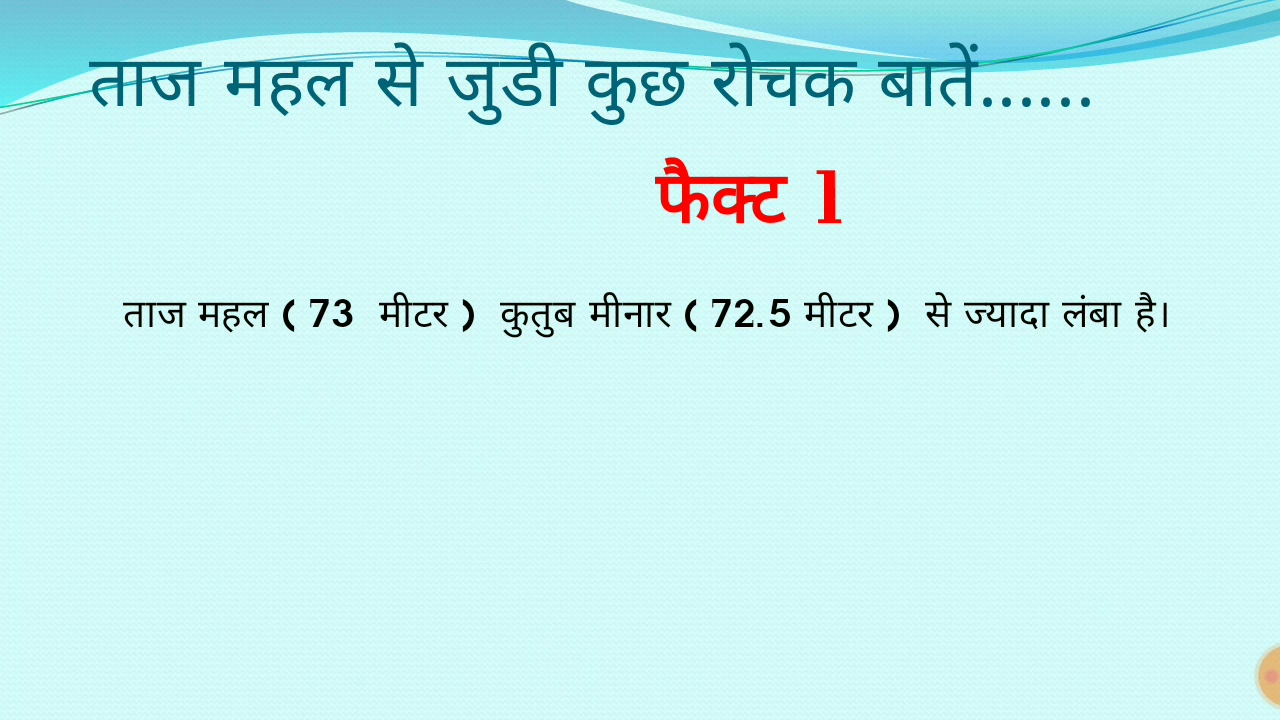 ताज महल से जुडी कुछ रोचक बातें......
फैक्ट 1
ताज महल ( 73 मीटर ) कुतुब मीनार ( 72.5 मीटर ) से ज्यादा लंबा है।